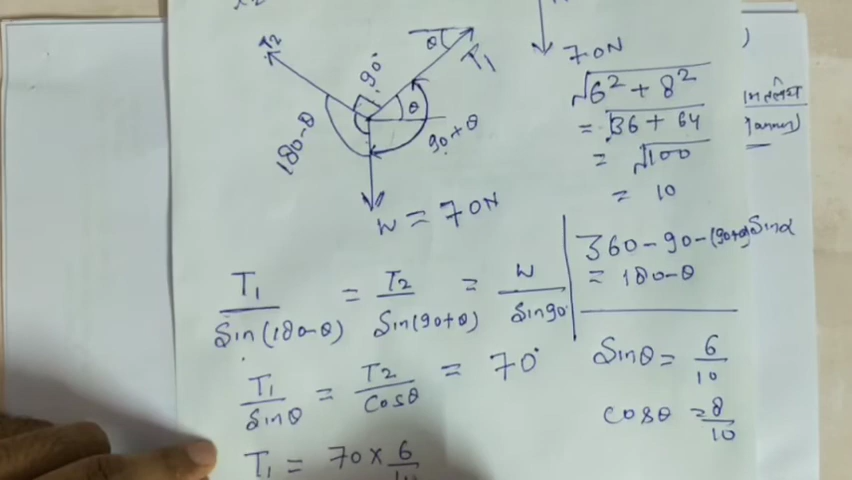 T2
90°
θ
T1
θ
180-θ
90+θ
W = 70N
70N
√6² + 8²
= √36 + 64
= √100
= 10
360-90-(90+θ) Sinα
= 180-θ
T1/Sin(180-θ) = T2/Sin(90+θ) = W/Sin90°
T1/Sinθ = T2/Cosθ = 70°
Sinθ = 6/10
Cosθ = 8/10
T1 = 70 × 6/10